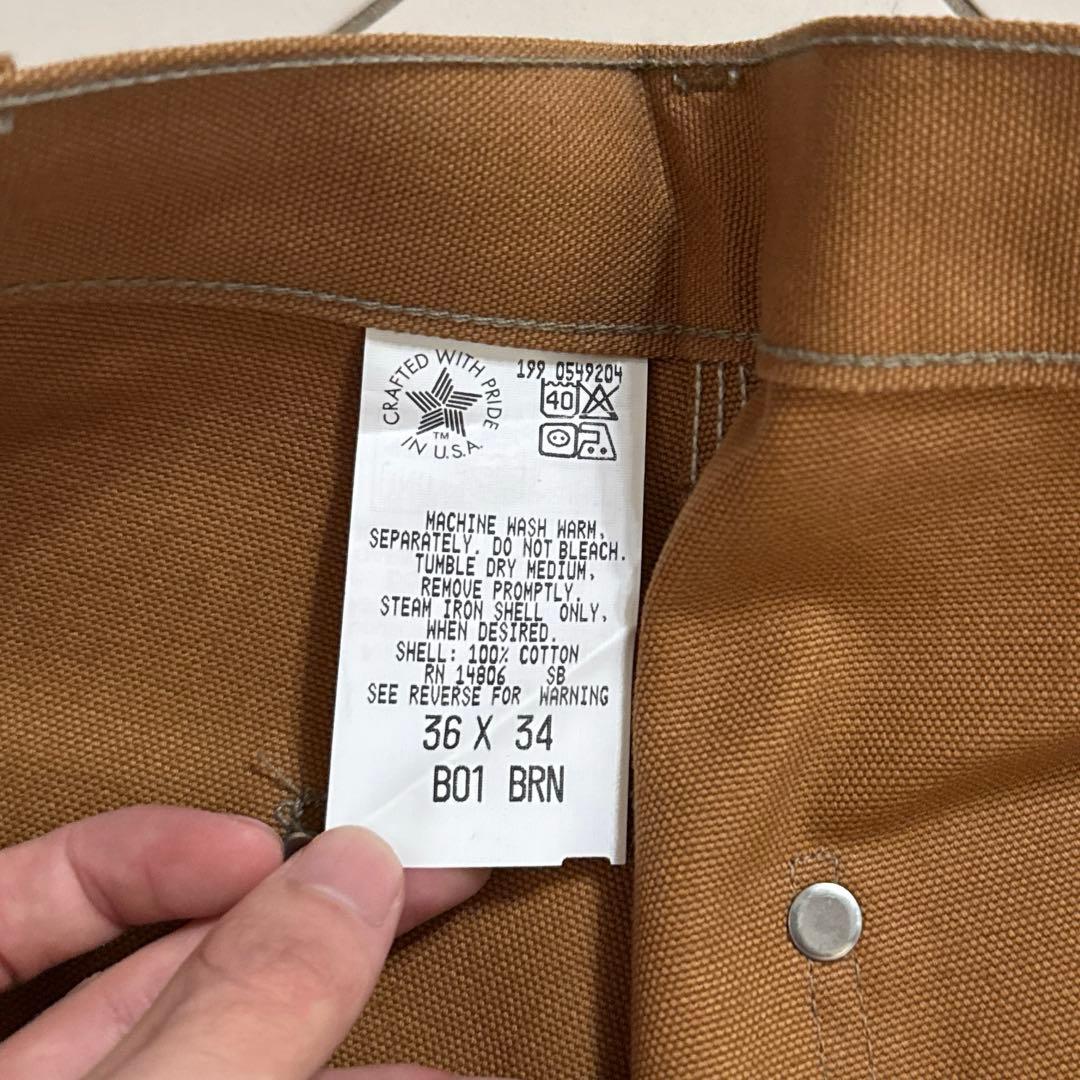 CRAFTED WITH PRIDE
TM
IN U.S.A.
199 0549204
40
MACHINE WASH WARM,
SEPARATELY. DO NOT BLEACH.
TUMBLE DRY MEDIUM,
REMOVE PROMPTLY.
STEAM IRON SHELL ONLY,
WHEN DESIRED.
SHELL: 100% COTTON
RN 14806 SB
SEE REVERSE FOR WARNING
36 X 34
B01 BRN